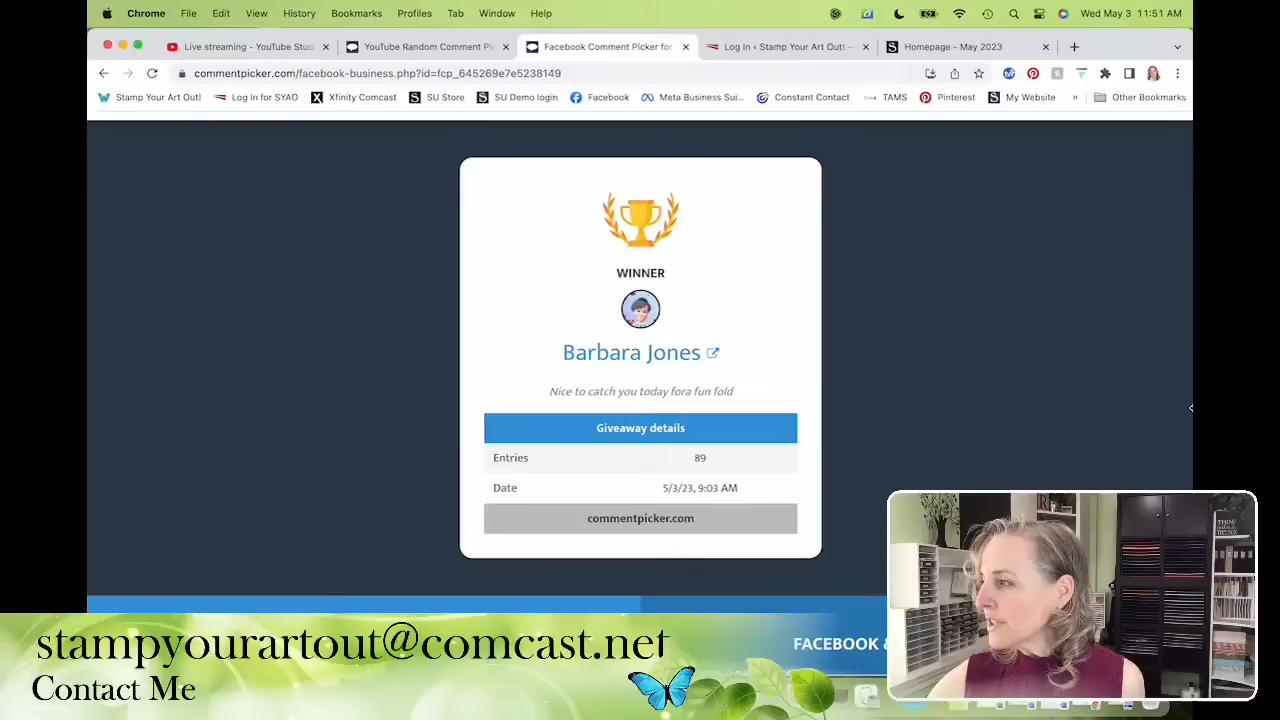 Chrome File Edit View History Bookmarks Profiles Tab Window Help Wed May 3 11:51 AM
Live streaming - YouTube Stud YouTube Random Comment Pi Facebook Comment Picker for Log In ‹ Stamp Your Art Out! — Homepage - May 2023
commentpicker.com/facebook-business.php?id=fcp_645269e7e5238149
Stamp Your Art Out! Log In for SYAO Xfinity Comcast SU Store SU Demo login Facebook Meta Business Sui... Constant Contact TAMS Pinterest My Website » Other Bookmarks
WINNER
Barbara Jones
Nice to catch you today fora fun fold
Giveaway details
Entries 89
Date 5/3/23, 9:03 AM
commentpicker.com
stampyourartout@comcast.net
FACEBOOK &
Contact Me